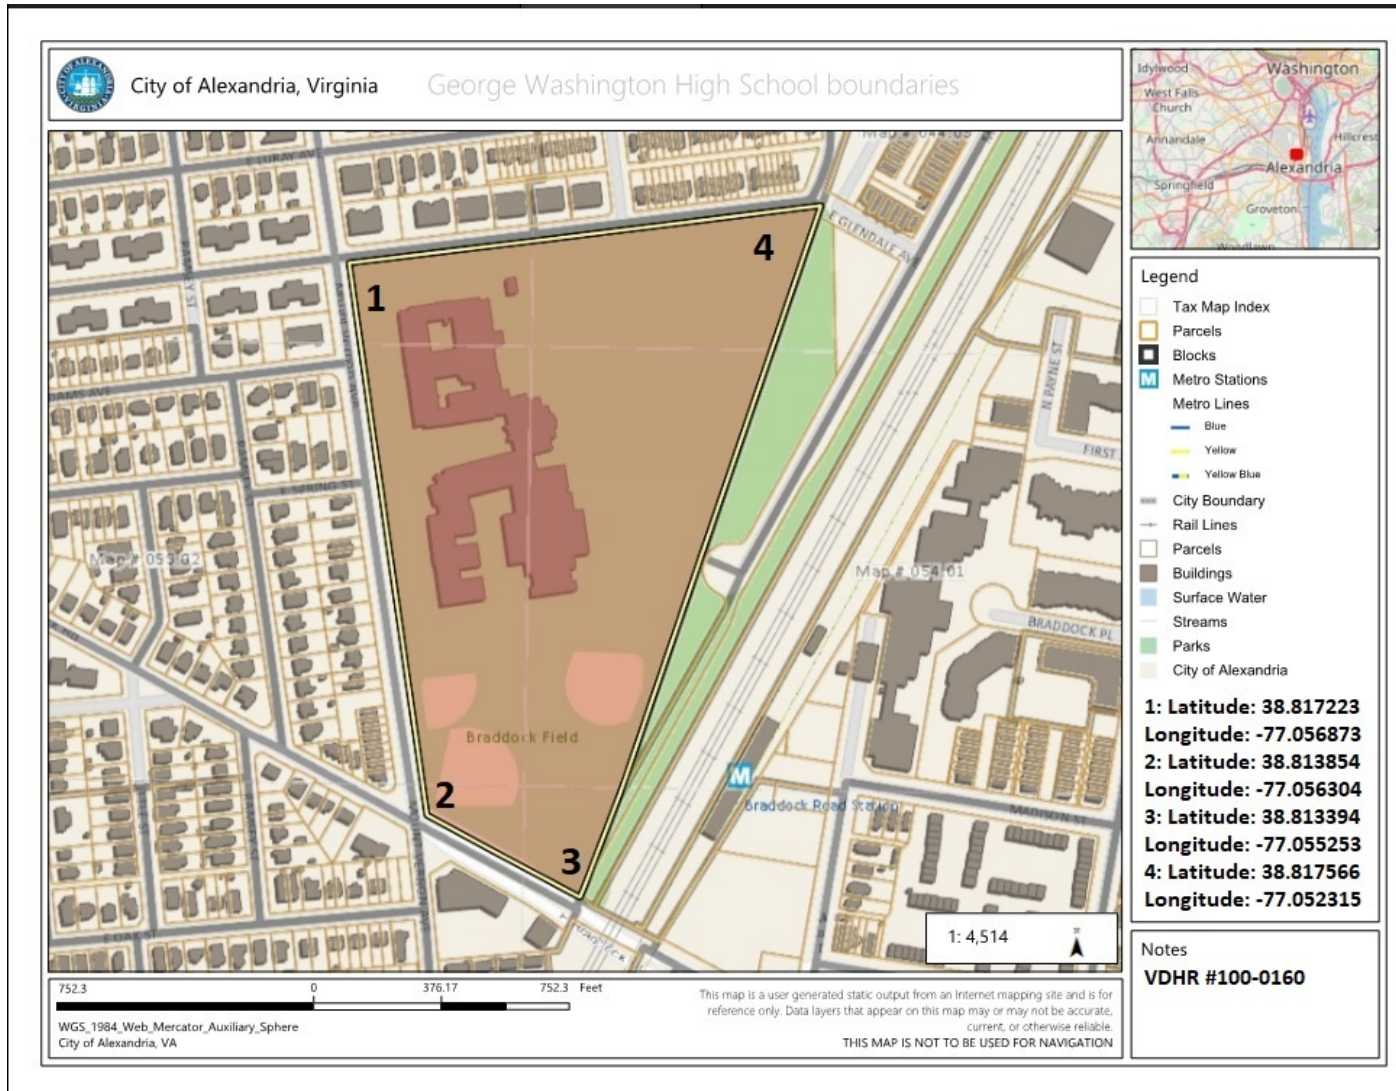 City of Alexandria, Virginia
George Washington High School boundaries
Idylwood
Washington
West Falls
Church
Annandale
Hillcrest
Alexandria
Springfield
Groveton
Woodlawn
E LURAY AVE
E GLENDALE AVE
RAMSEY ST
1
4
N PAYNE ST
FIRST
E SPRING ST
Map # 053.02
Map # 054.01
BRADDOCK PL
Braddock Field
2
M
Braddock Road Station
MADISON ST
MOUNT VERNON AVE
3
E OAK ST
1: 4,514
N
Legend
Tax Map Index
Parcels
Blocks
M Metro Stations
Metro Lines
Blue
Yellow
Yellow Blue
City Boundary
Rail Lines
Parcels
Buildings
Surface Water
Streams
Parks
City of Alexandria
1: Latitude: 38.817223
Longitude: -77.056873
2: Latitude: 38.813854
Longitude: -77.056304
3: Latitude: 38.813394
Longitude: -77.055253
4: Latitude: 38.817566
Longitude: -77.052315
Notes
VDHR #100-0160
752.3 0 376.17 752.3 Feet
WGS_1984_Web_Mercator_Auxiliary_Sphere
City of Alexandria, VA
This map is a user generated static output from an Internet mapping site and is for
reference only. Data layers that appear on this map may or may not be accurate,
current, or otherwise reliable.
THIS MAP IS NOT TO BE USED FOR NAVIGATION